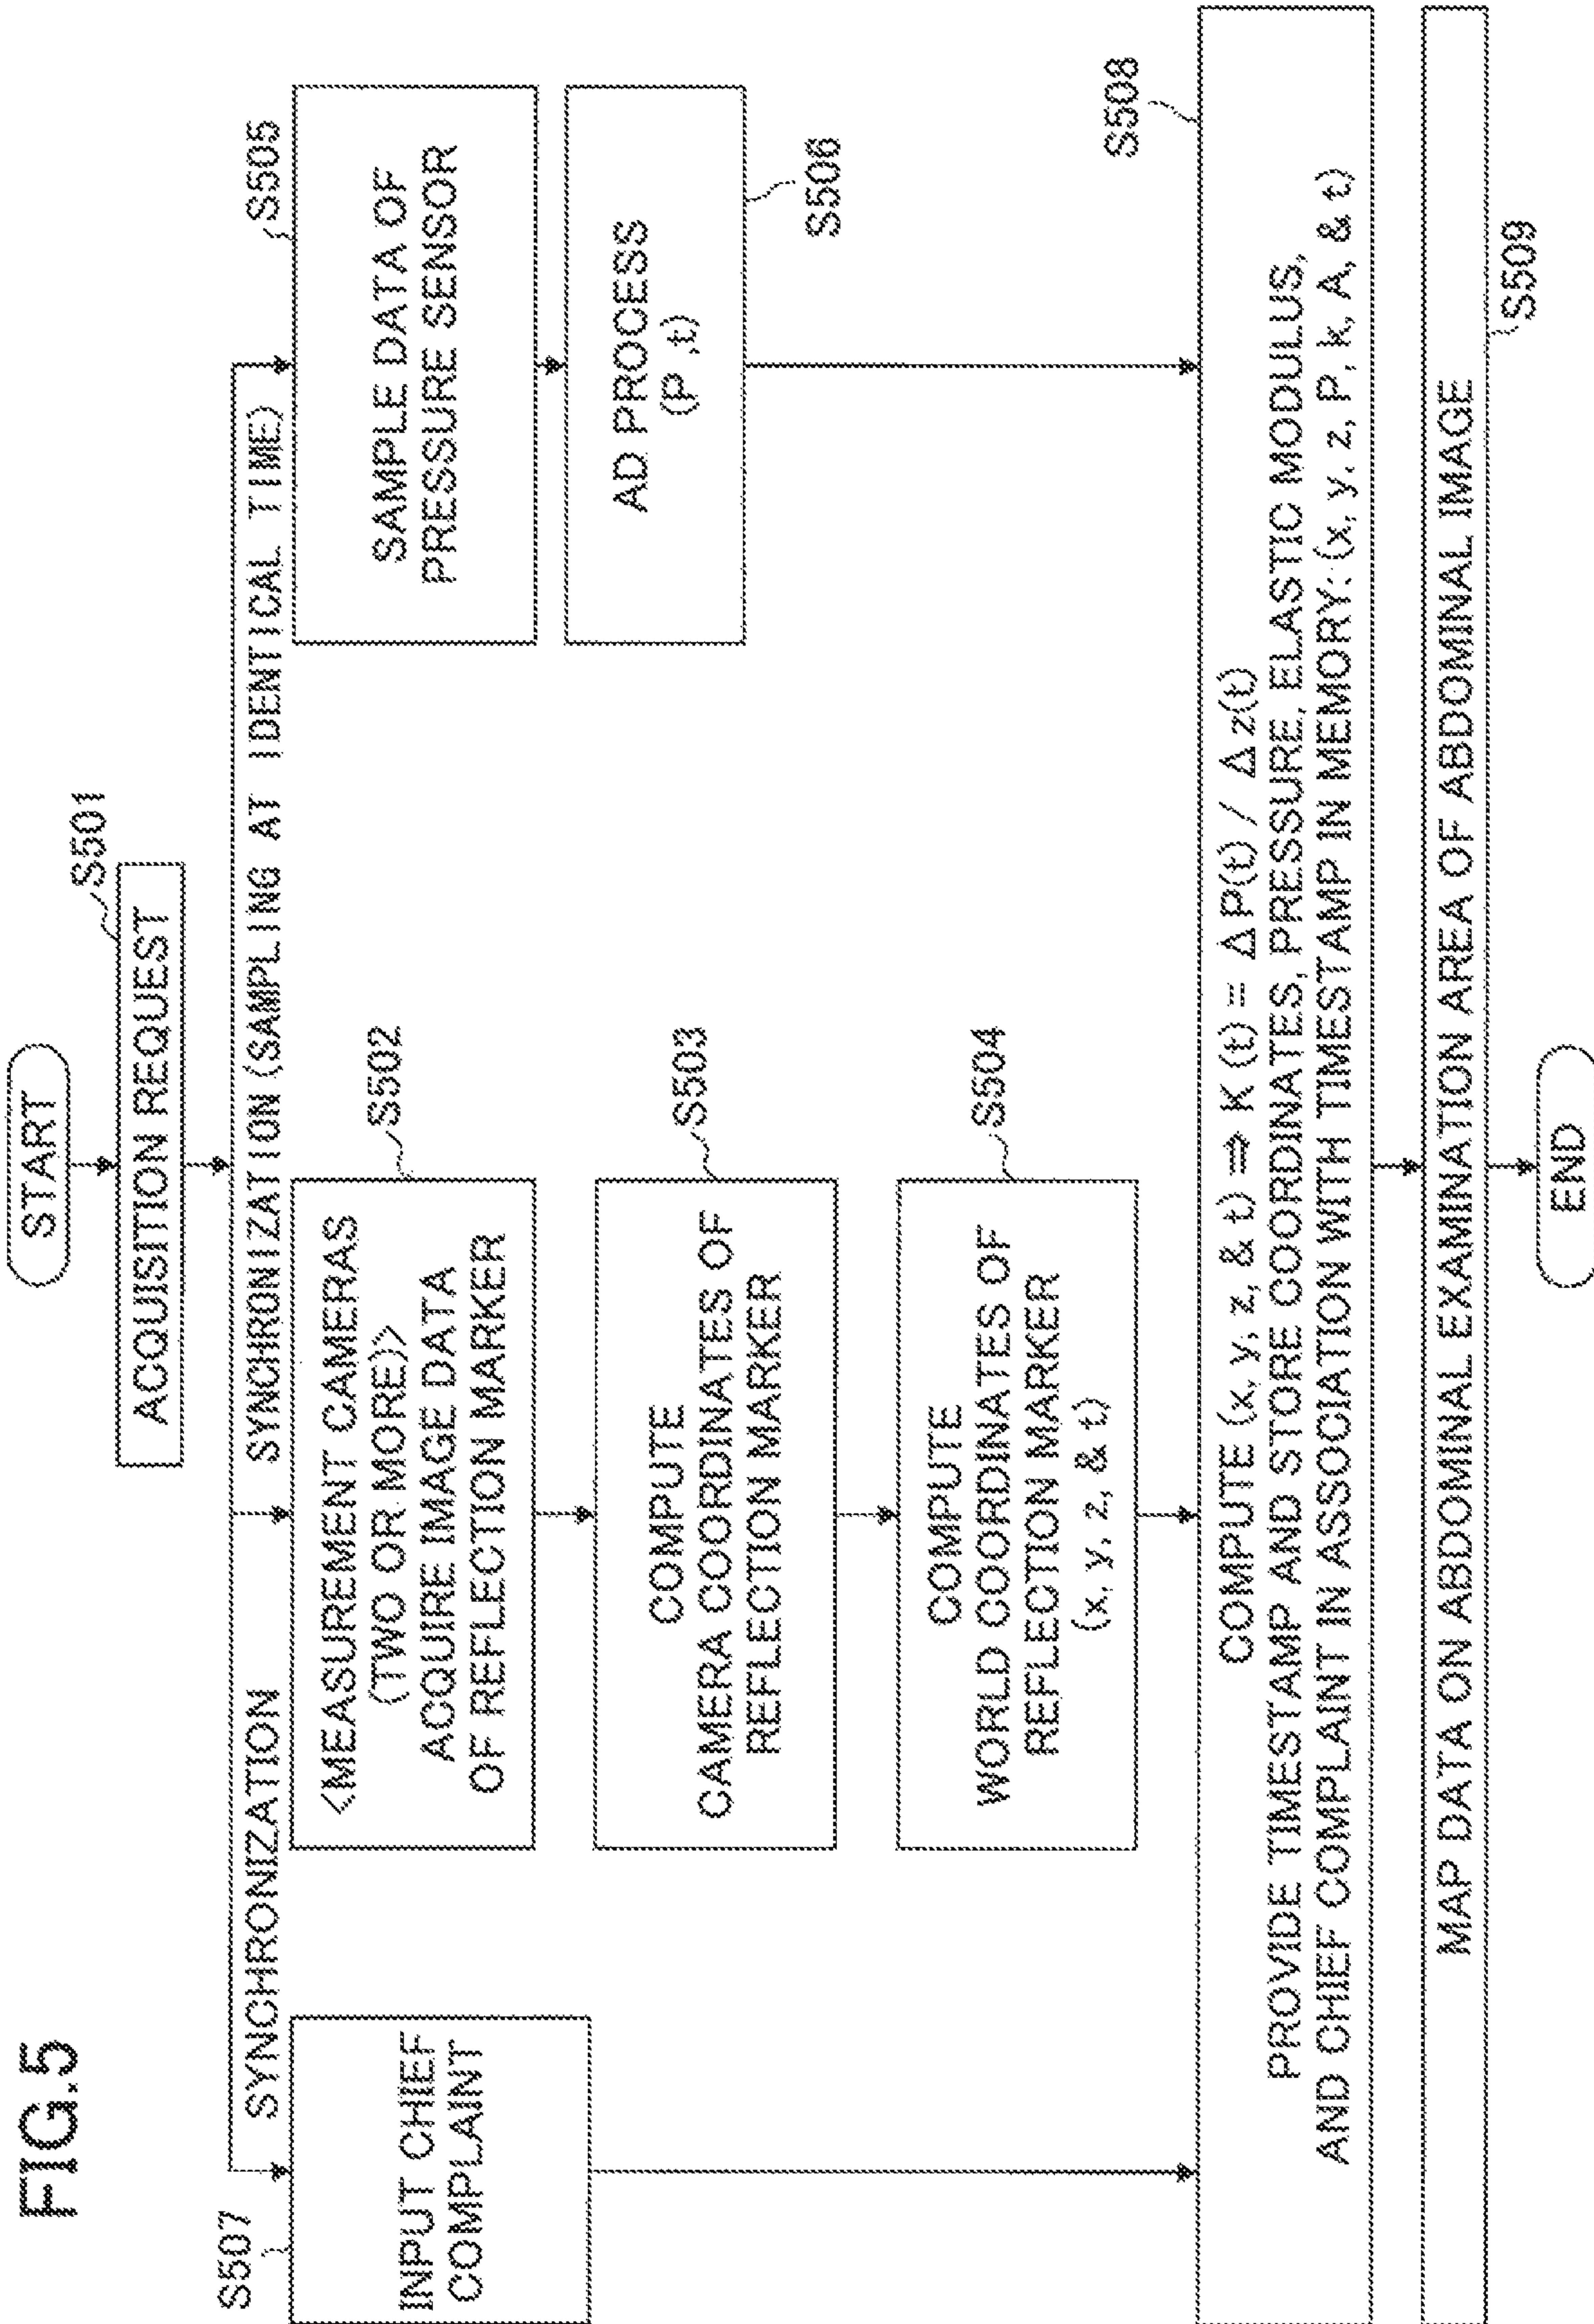 FIG.5
START
ACQUISITION REQUEST
S501
SYNCHRONIZATION
SYNCHRONIZATION (SAMPLING AT IDENTICAL TIME)
S507
INPUT CHIEF
COMPLAINT
S502
<MEASUREMENT CAMERAS
(TWO OR MORE)>
ACQUIRE IMAGE DATA
OF REFLECTION MARKER
S503
COMPUTE
CAMERA COORDINATES OF
REFLECTION MARKER
S504
COMPUTE
WORLD COORDINATES OF
REFLECTION MARKER
(x, y, z, & t)
S505
SAMPLE DATA OF
PRESSURE SENSOR
AD PROCESS
(P ,t)
S506
S508
COMPUTE (x, y, z, & t) ⇒ K (t) = ΔP(t) / Δz(t)
PROVIDE TIMESTAMP AND STORE COORDINATES, PRESSURE, ELASTIC MODULUS,
AND CHIEF COMPLAINT IN ASSOCIATION WITH TIMESTAMP IN MEMORY: (x, y, z, P, k, A, & t)
MAP DATA ON ABDOMINAL EXAMINATION AREA OF ABDOMINAL IMAGE
S509
END